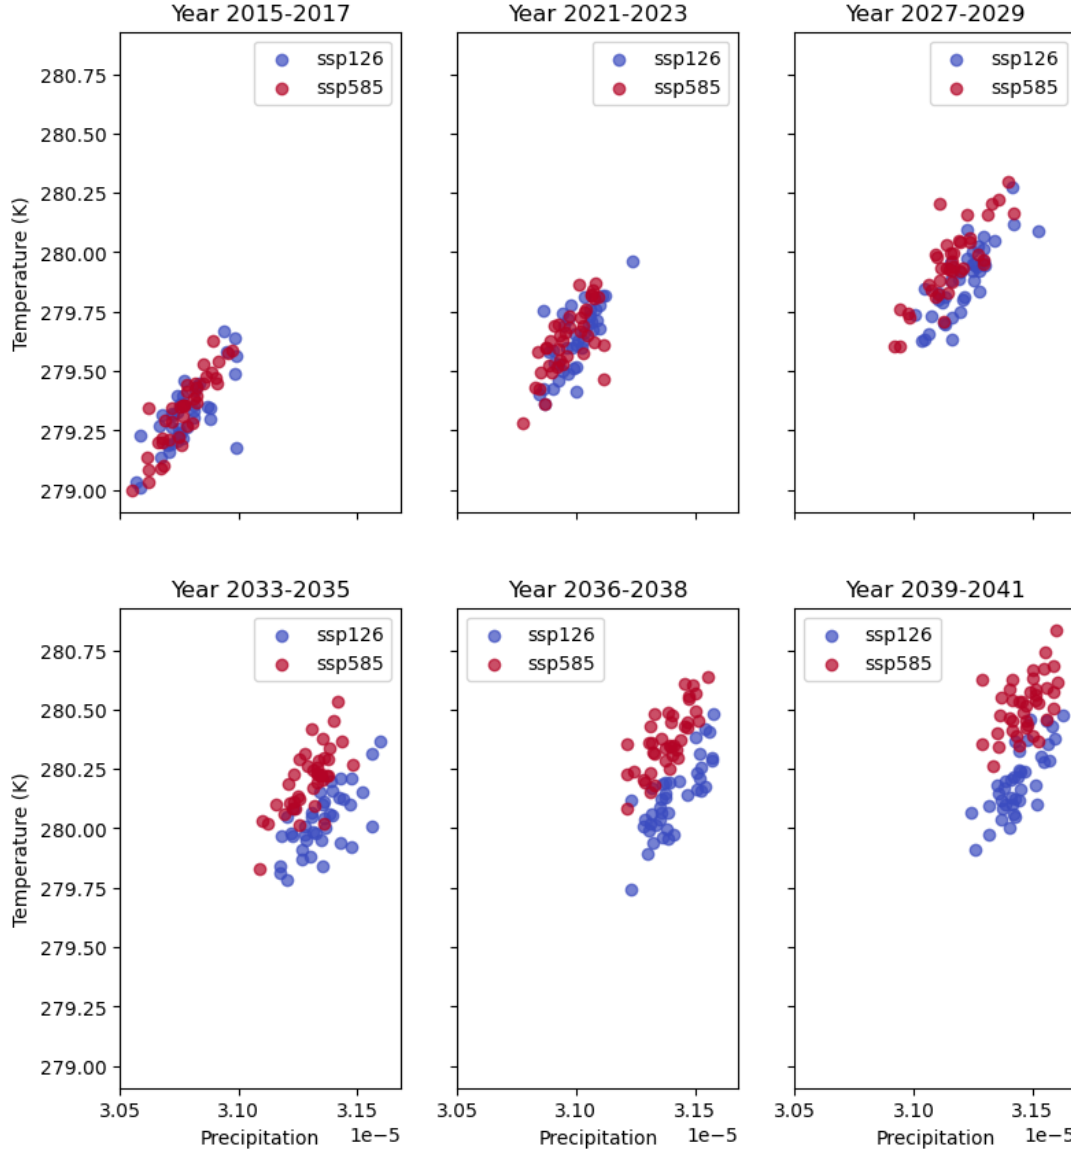 Year 2015-2017
Year 2021-2023
Year 2027-2029
ssp126
ssp585
ssp126
ssp585
ssp126
ssp585
Temperature (K)
280.75
280.50
280.25
280.00
279.75
279.50
279.25
279.00
Year 2033-2035
Year 2036-2038
Year 2039-2041
ssp126
ssp585
ssp126
ssp585
ssp126
ssp585
Temperature (K)
280.75
280.50
280.25
280.00
279.75
279.50
279.25
279.00
3.05 3.10 3.15
Precipitation 1e−5
3.05 3.10 3.15
Precipitation 1e−5
3.05 3.10 3.15
Precipitation 1e−5